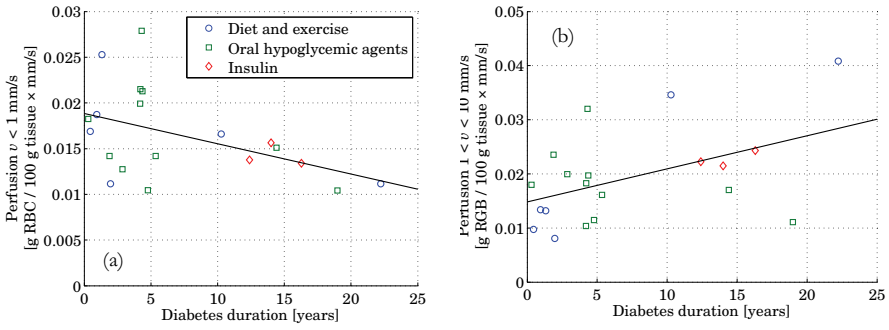 0.03
0.025
0.02
0.015
0.01
0.005
0
Perfusion v < 1 mm/s
[g RBC / 100 g tissue × mm/s]
Diet and exercise
Oral hypoglycemic agents
Insulin
(a)
0 5 10 15 20 25
Diabetes duration [years]
0.05
0.04
0.03
0.02
0.01
0
Perfusion 1 < v < 10 mm/s
[g RGB / 100 g tissue × mm/s]
(b)
0 5 10 15 20 25
Diabetes duration [years]